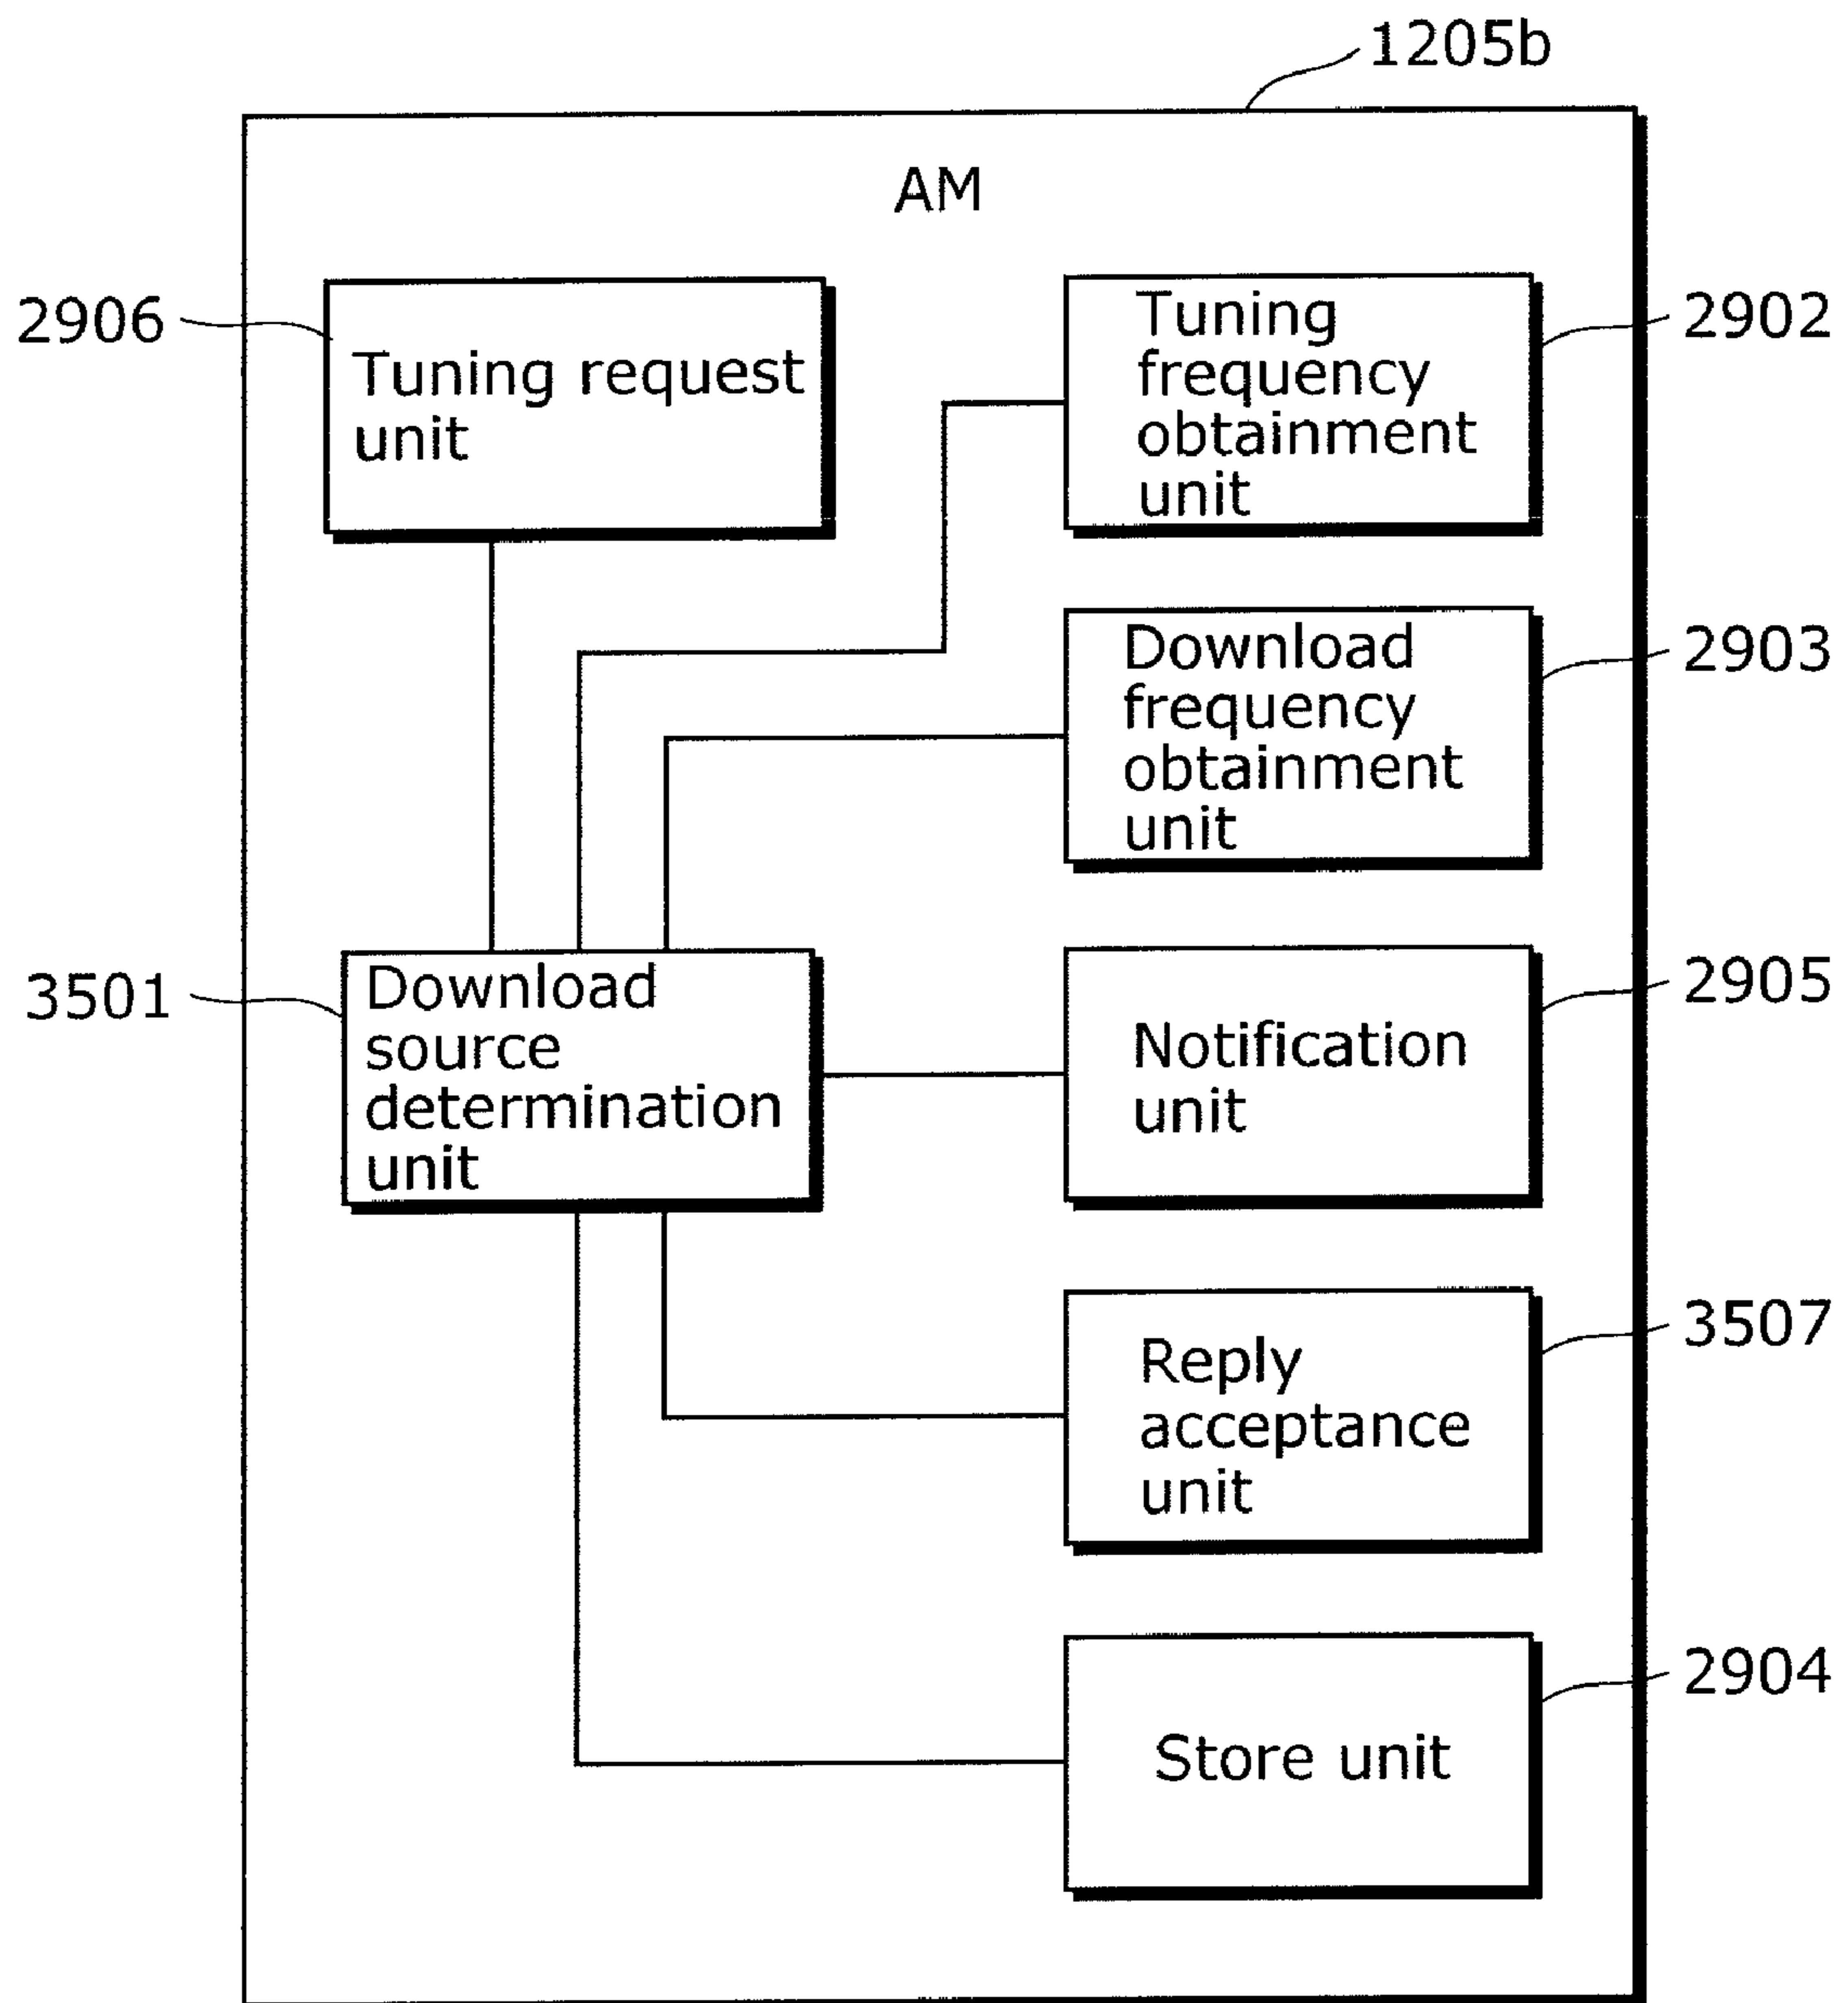 1205b
AM
2906
Tuning request
unit
Tuning
frequency
obtainment
unit
2902
Download
frequency
obtainment
unit
2903
3501
Download
source
determination
unit
Notification
unit
2905
Reply
acceptance
unit
3507
Store unit
2904